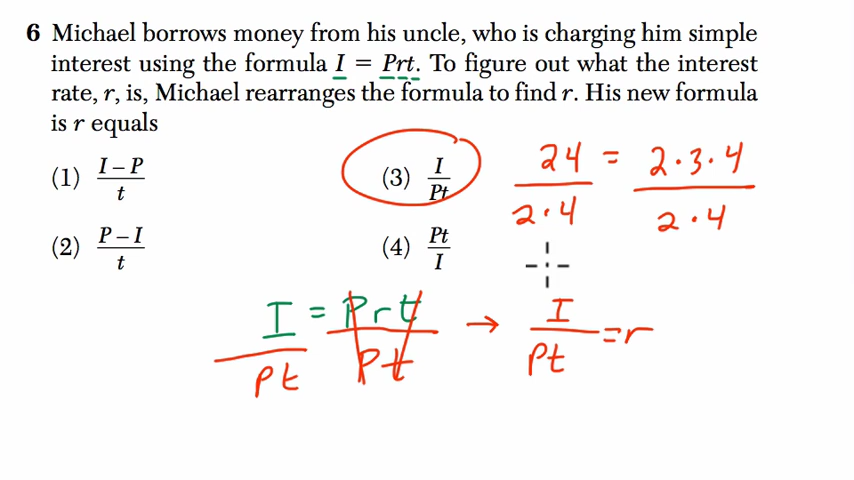 6 Michael borrows money from his uncle, who is charging him simple
interest using the formula I = Prt. To figure out what the interest
rate, r, is, Michael rearranges the formula to find r. His new formula
is r equals
(1) I – P / t
(3) I / Pt
24 / 2·4 = 2·3·4 / 2·4
(2) P – I / t
(4) Pt / I
I / Pt = Prt / Pt → I / Pt = r